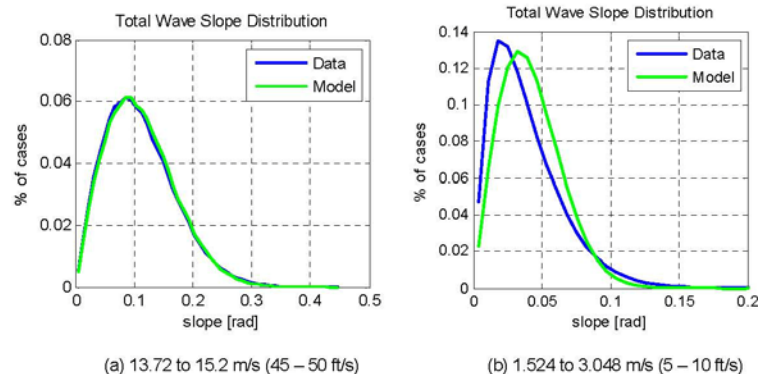 Total Wave Slope Distribution
0.08
0.06
0.04
0.02
0
% of cases
Data
Model
0 0.1 0.2 0.3 0.4 0.5
slope [rad]
(a) 13.72 to 15.2 m/s (45 – 50 ft/s)
Total Wave Slope Distribution
0.14
0.12
0.1
0.08
0.06
0.04
0.02
0
% of cases
Data
Model
0 0.05 0.1 0.15 0.2
slope [rad]
(b) 1.524 to 3.048 m/s (5 – 10 ft/s)